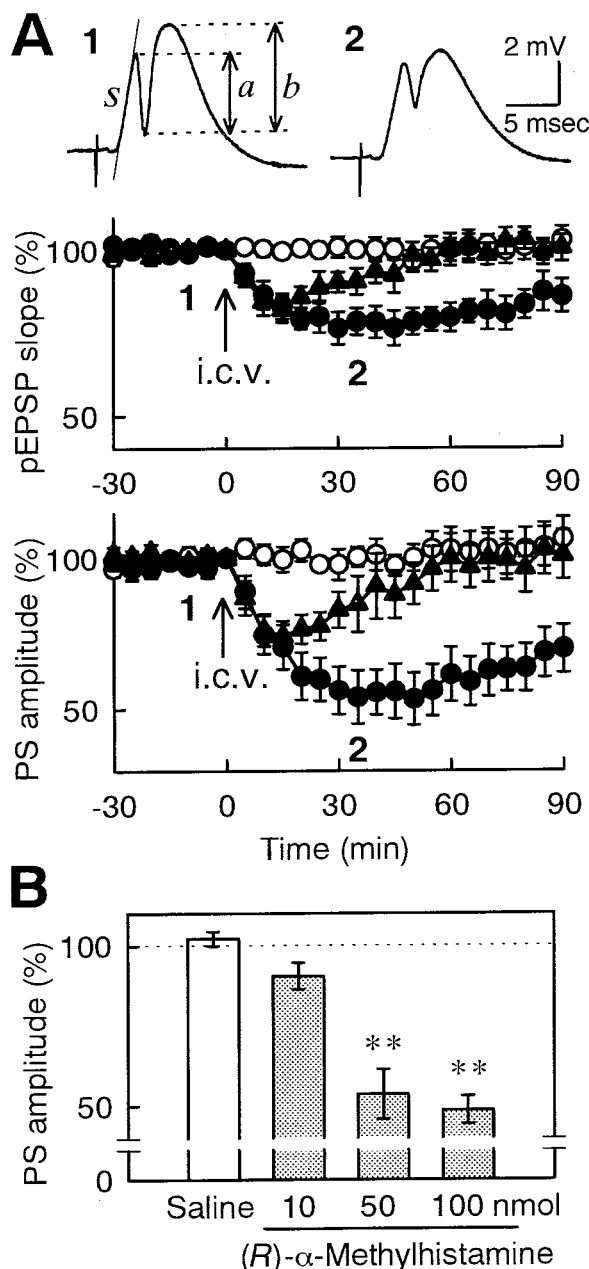 A
1
2
2 mV
5 msec
s
a
b
pEPSP slope (%)
100
50
1
i.c.v.
2
-30 0 30 60 90
PS amplitude (%)
100
50
1
i.c.v.
2
-30 0 30 60 90
Time (min)
B
PS amplitude (%)
100
50
0
**
**
Saline 10 50 100 nmol
(R)-α-Methylhistamine